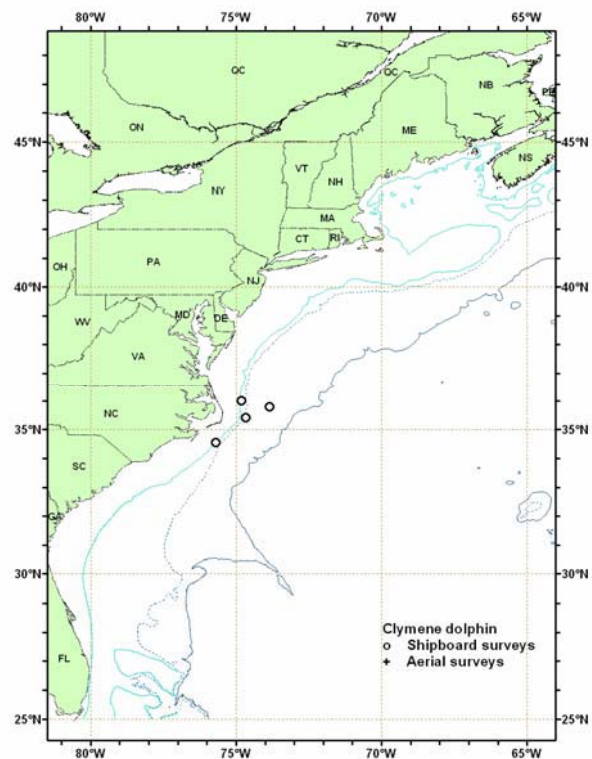 80°W 75°W 70°W 65°W
QC QC NB PE
ON ME
45°N 45°N
VT NS
NY NH
MA
CT RI
OH PA
40°N NJ 40°N
MD
WV DE
VA
NC
35°N 35°N
SC
GA
30°N 30°N
Clymene dolphin
Shipboard surveys
FL
Aerial surveys
25°N 25°N
80°W 75°W 70°W 65°W